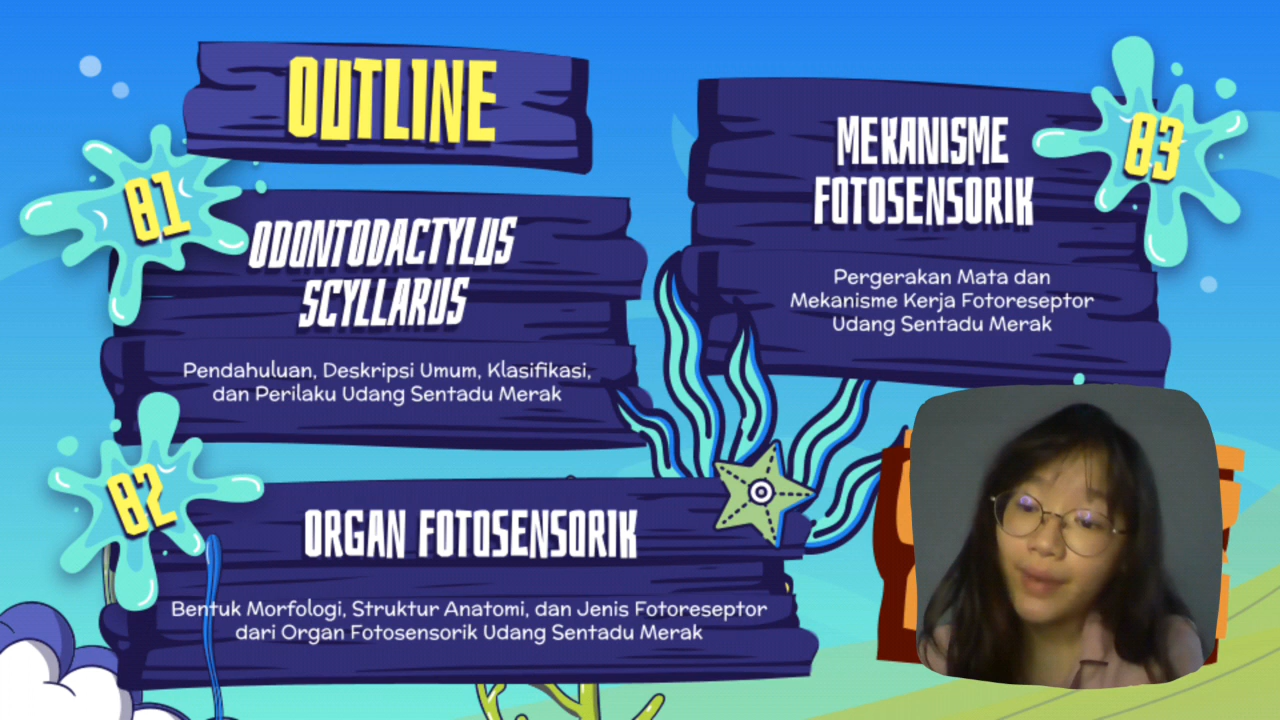 OUTLINE
01
ODONTODACTYLUS
SCYLLARUS
Pendahuluan, Deskripsi Umum, Klasifikasi,
dan Perilaku Udang Sentadu Merak
02
ORGAN FOTOSENSORIK
Bentuk Morfologi, Struktur Anatomi, dan Jenis Fotoreseptor
dari Organ Fotosensorik Udang Sentadu Merak
03
MEKANISME
FOTOSENSORIK
Pergerakan Mata dan
Mekanisme Kerja Fotoreseptor
Udang Sentadu Merak